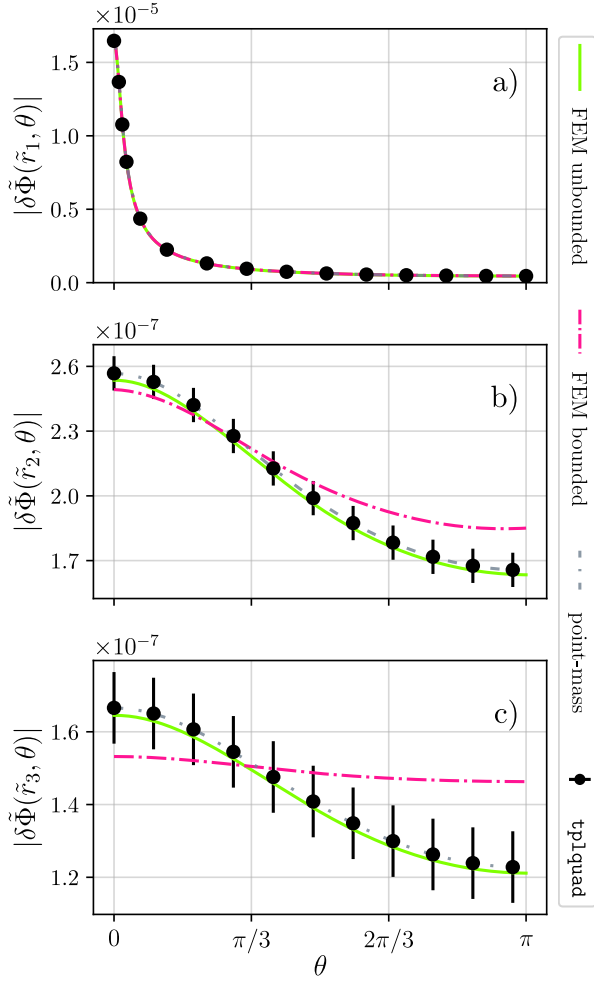 ×10⁻⁵
|δΦ̃(r̃₁, θ)|
1.5
1.0
0.5
0.0
a)
×10⁻⁷
|δΦ̃(r̃₂, θ)|
2.6
2.3
2.0
1.7
b)
×10⁻⁷
|δΦ̃(r̃₃, θ)|
1.6
1.4
1.2
c)
0 π/3 2π/3 π
θ
FEM unbounded
FEM bounded
point-mass
tplquad